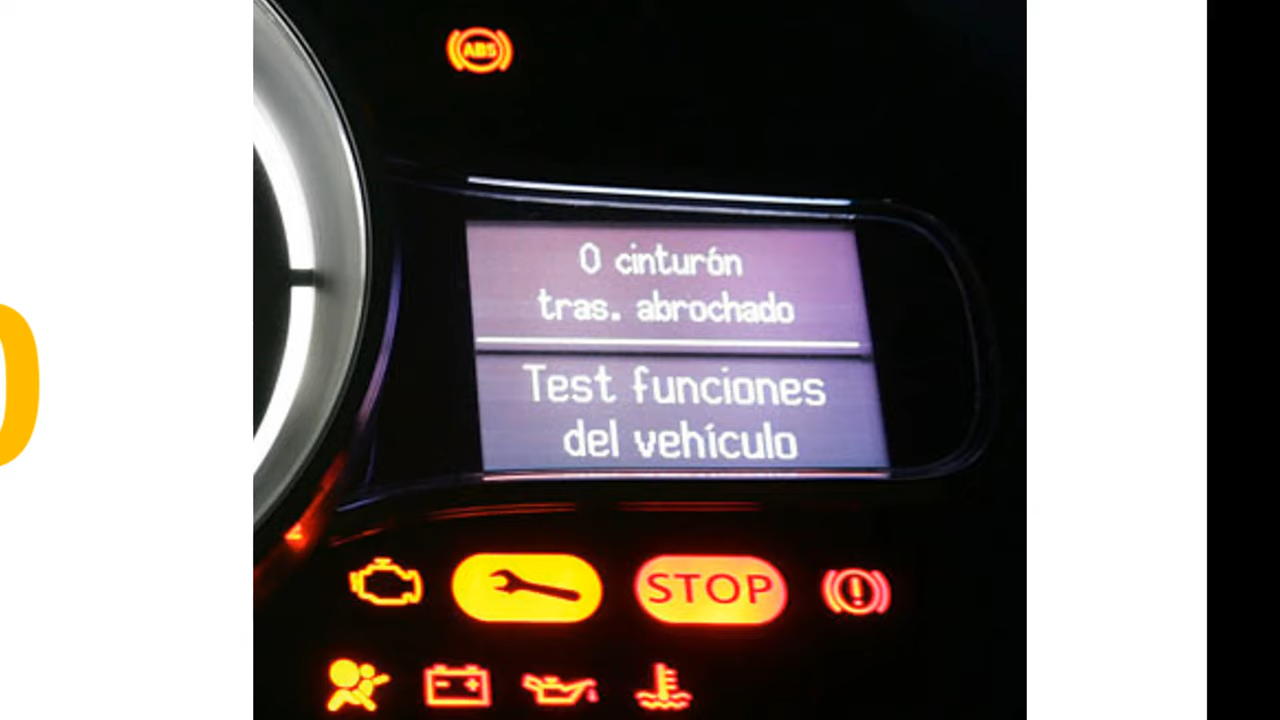 ABS
0 cinturón
tras. abrochado
Test funciones
del vehículo
STOP